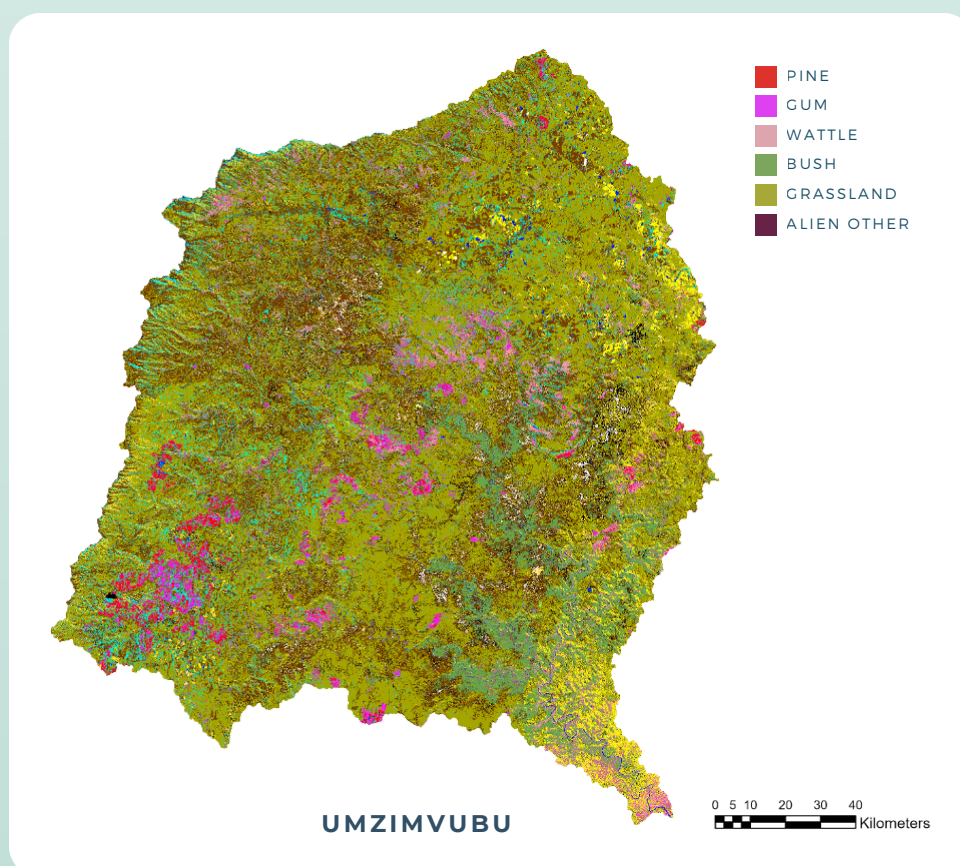 PINE
GUM
WATTLE
BUSH
GRASSLAND
ALIEN OTHER
UMZIMVUBU
0 5 10 20 30 40
Kilometers